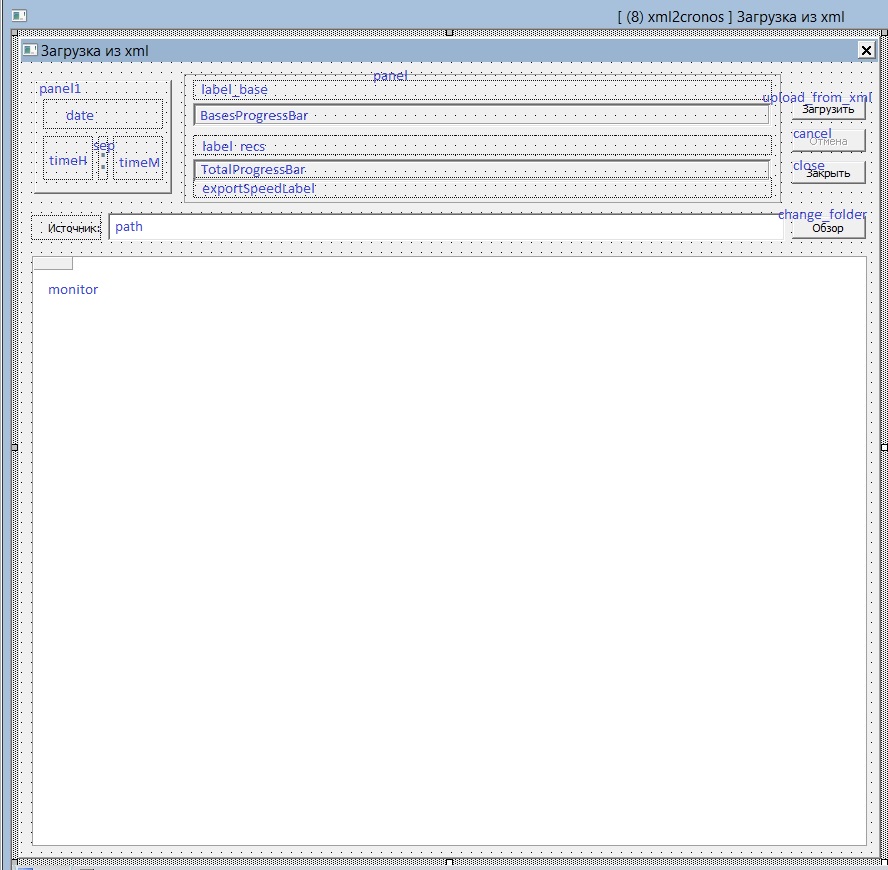 [ (8) xml2cronos ] Загрузка из xml
Загрузка из xml
panel1
date
timeH
sep
timeM
panel
label_base
BasesProgressBar
label_recs
TotalProgressBar
exportSpeedLabel
upload_from_xml
Загрузить
cancel
Отмена
close
Закрыть
Источник:
path
change_folder
Обзор
monitor